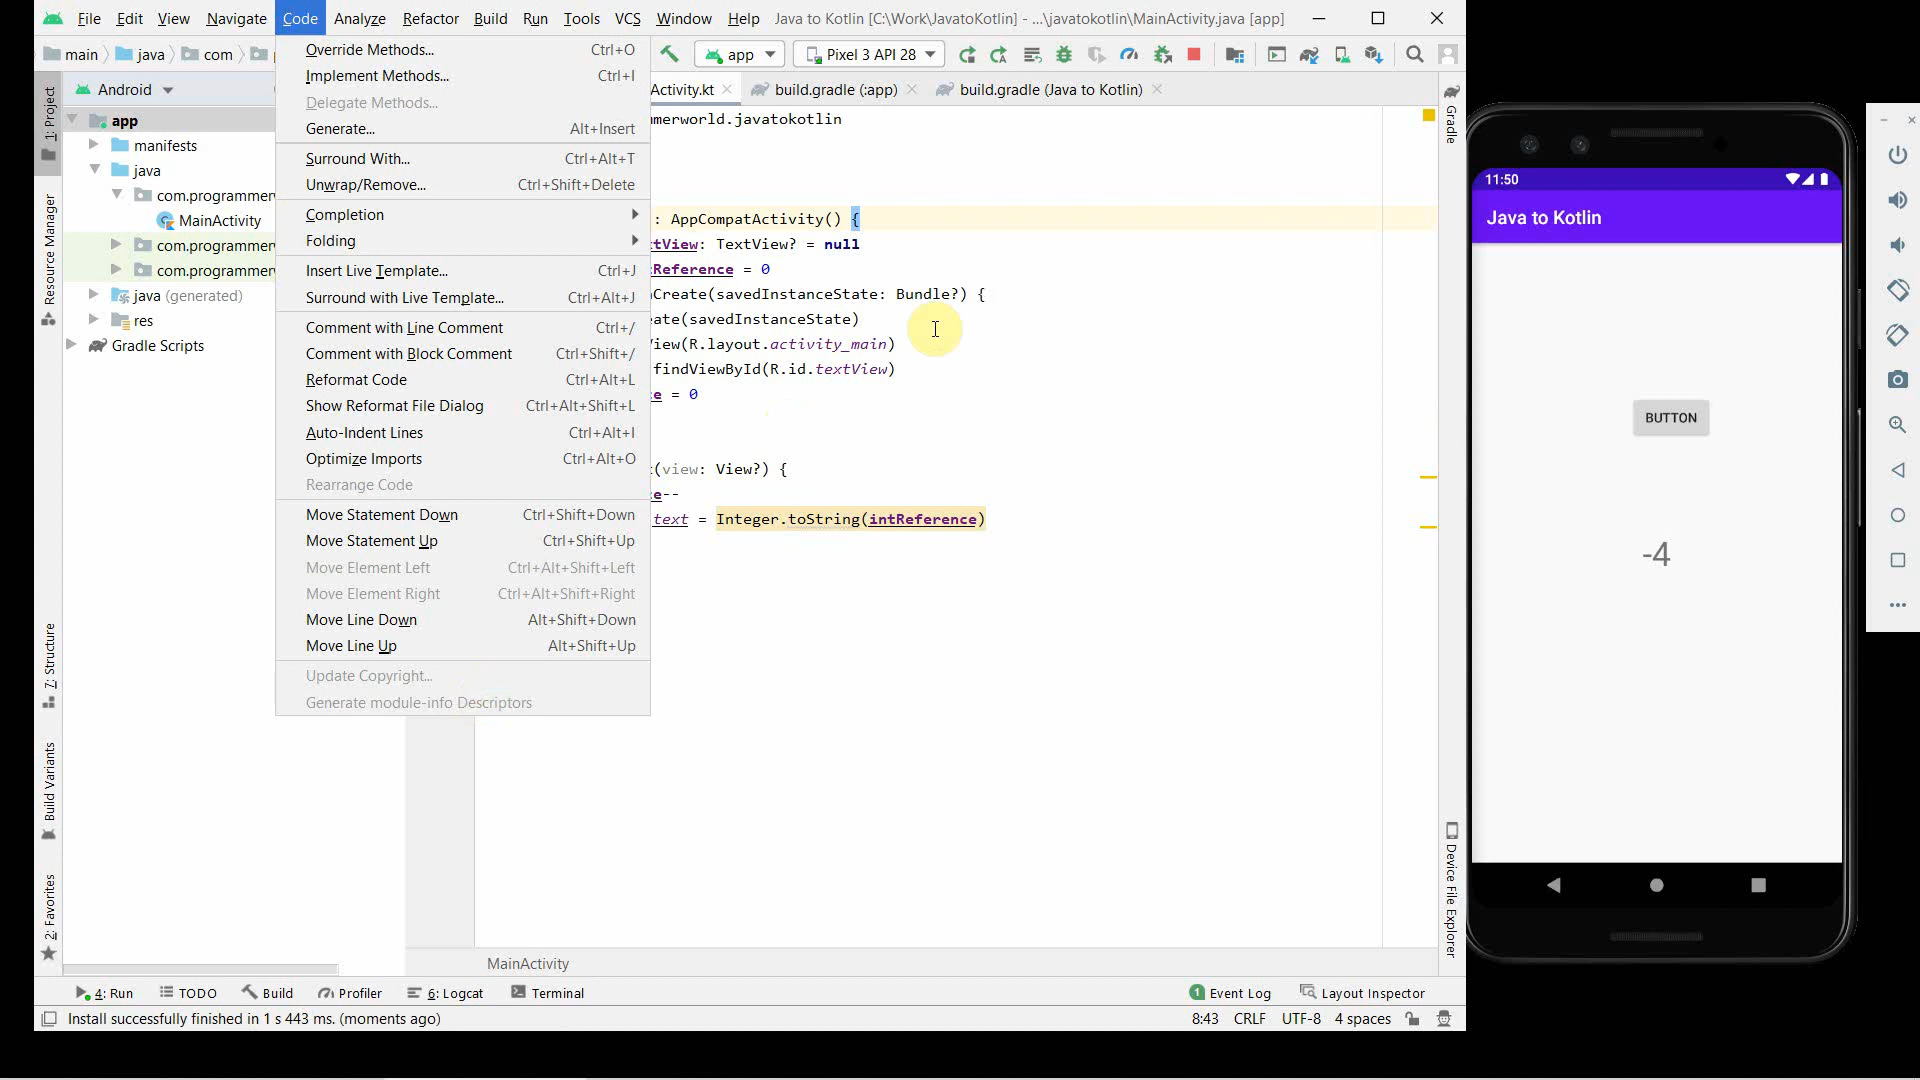 File Edit View Navigate Code Analyze Refactor Build Run Tools VCS Window Help Java to Kotlin [C:\Work\JavatoKotlin] - ...\javatokotlin\MainActivity.java [app]
main java com app Pixel 3 API 28
Override Methods... Ctrl+O
Implement Methods... Ctrl+I
Delegate Methods...
Generate... Alt+Insert
Surround With... Ctrl+Alt+T
Unwrap/Remove... Ctrl+Shift+Delete
Completion
Folding
Insert Live Template... Ctrl+J
Surround with Live Template... Ctrl+Alt+J
Comment with Line Comment Ctrl+/
Comment with Block Comment Ctrl+Shift+/
Reformat Code Ctrl+Alt+L
Show Reformat File Dialog Ctrl+Alt+Shift+L
Auto-Indent Lines Ctrl+Alt+I
Optimize Imports Ctrl+Alt+O
Rearrange Code
Move Statement Down Ctrl+Shift+Down
Move Statement Up Ctrl+Shift+Up
Move Element Left Ctrl+Alt+Shift+Left
Move Element Right Ctrl+Alt+Shift+Right
Move Line Down Alt+Shift+Down
Move Line Up Alt+Shift+Up
Update Copyright...
Generate module-info Descriptors
1: Project
Resource Manager
7: Structure
Build Variants
2: Favorites
Android
app
manifests
java
com.programmerw
MainActivity
com.programmerw
com.programmerw
java (generated)
res
Gradle Scripts
Activity.kt build.gradle (:app) build.gradle (Java to Kotlin)
merworld.javatokotlin
: AppCompatActivity() {
xtView: TextView? = null
tReference = 0
nCreate(savedInstanceState: Bundle?) {
eate(savedInstanceState)
View(R.layout.activity_main)
findViewById(R.id.textView)
ce = 0
t(view: View?) {
ce--
text = Integer.toString(intReference)
MainActivity
Gradle
Device File Explorer
4: Run TODO Build Profiler 6: Logcat Terminal 1 Event Log Layout Inspector
Install successfully finished in 1 s 443 ms. (moments ago) 8:43 CRLF UTF-8 4 spaces
11:50
Java to Kotlin
BUTTON
-4